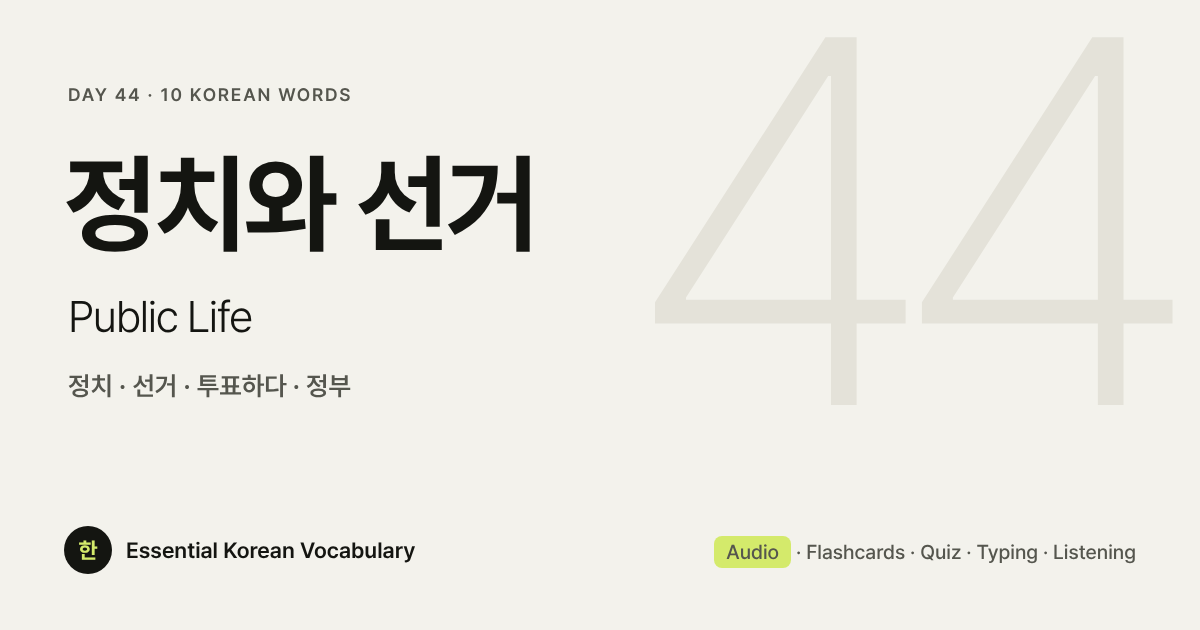 DAY 44 · 10 KOREAN WORDS
44
정치와 선거
Public Life
정치 · 선거 · 투표하다 · 정부
한 Essential Korean Vocabulary
Audio · Flashcards · Quiz · Typing · Listening